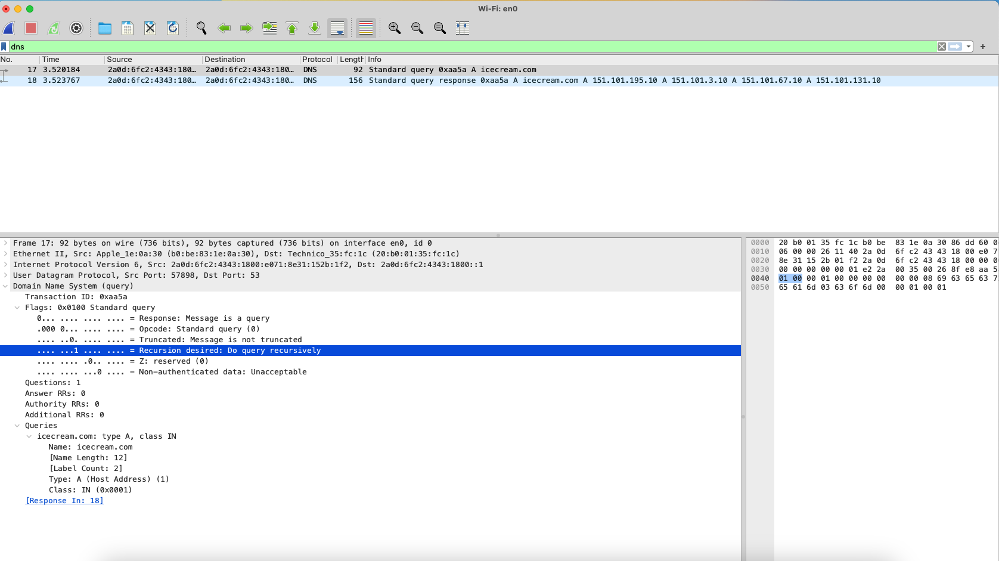 Wi-Fi: en0
dns
No. Time Source Destination Protocol Length Info
17 3.520184 2a0d:6fc2:4343:180… 2a0d:6fc2:4343:180… DNS 92 Standard query 0xaa5a A icecream.com
18 3.523767 2a0d:6fc2:4343:180… 2a0d:6fc2:4343:180… DNS 156 Standard query response 0xaa5a A icecream.com A 151.101.195.10 A 151.101.3.10 A 151.101.67.10 A 151.101.131.10
Frame 17: 92 bytes on wire (736 bits), 92 bytes captured (736 bits) on interface en0, id 0
Ethernet II, Src: Apple_1e:0a:30 (b0:be:83:1e:0a:30), Dst: Technico_35:fc:1c (20:b0:01:35:fc:1c)
Internet Protocol Version 6, Src: 2a0d:6fc2:4343:1800:e071:8e31:152b:1f2, Dst: 2a0d:6fc2:4343:1800::1
User Datagram Protocol, Src Port: 57898, Dst Port: 53
Domain Name System (query)
Transaction ID: 0xaa5a
Flags: 0x0100 Standard query
0... .... .... .... = Response: Message is a query
.000 0... .... .... = Opcode: Standard query (0)
.... ..0. .... .... = Truncated: Message is not truncated
.... ...1 .... .... = Recursion desired: Do query recursively
.... .... .0.. .... = Z: reserved (0)
.... .... ...0 .... = Non-authenticated data: Unacceptable
Questions: 1
Answer RRs: 0
Authority RRs: 0
Additional RRs: 0
Queries
icecream.com: type A, class IN
Name: icecream.com
[Name Length: 12]
[Label Count: 2]
Type: A (Host Address) (1)
Class: IN (0x0001)
[Response In: 18]
0000 20 b0 01 35 fc 1c b0 be 83 1e 0a 30 86 dd 60
0010 06 00 00 26 11 40 2a 0d 6f c2 43 43 18 00 e0
0020 8e 31 15 2b 01 f2 2a 0d 6f c2 43 43 18 00 00
0030 00 00 00 00 00 01 e2 2a 00 35 00 26 8f e8 aa
0040 01 00 00 01 00 00 00 00 00 00 08 69 63 65 63
0050 65 61 6d 03 63 6f 6d 00 00 01 00 01